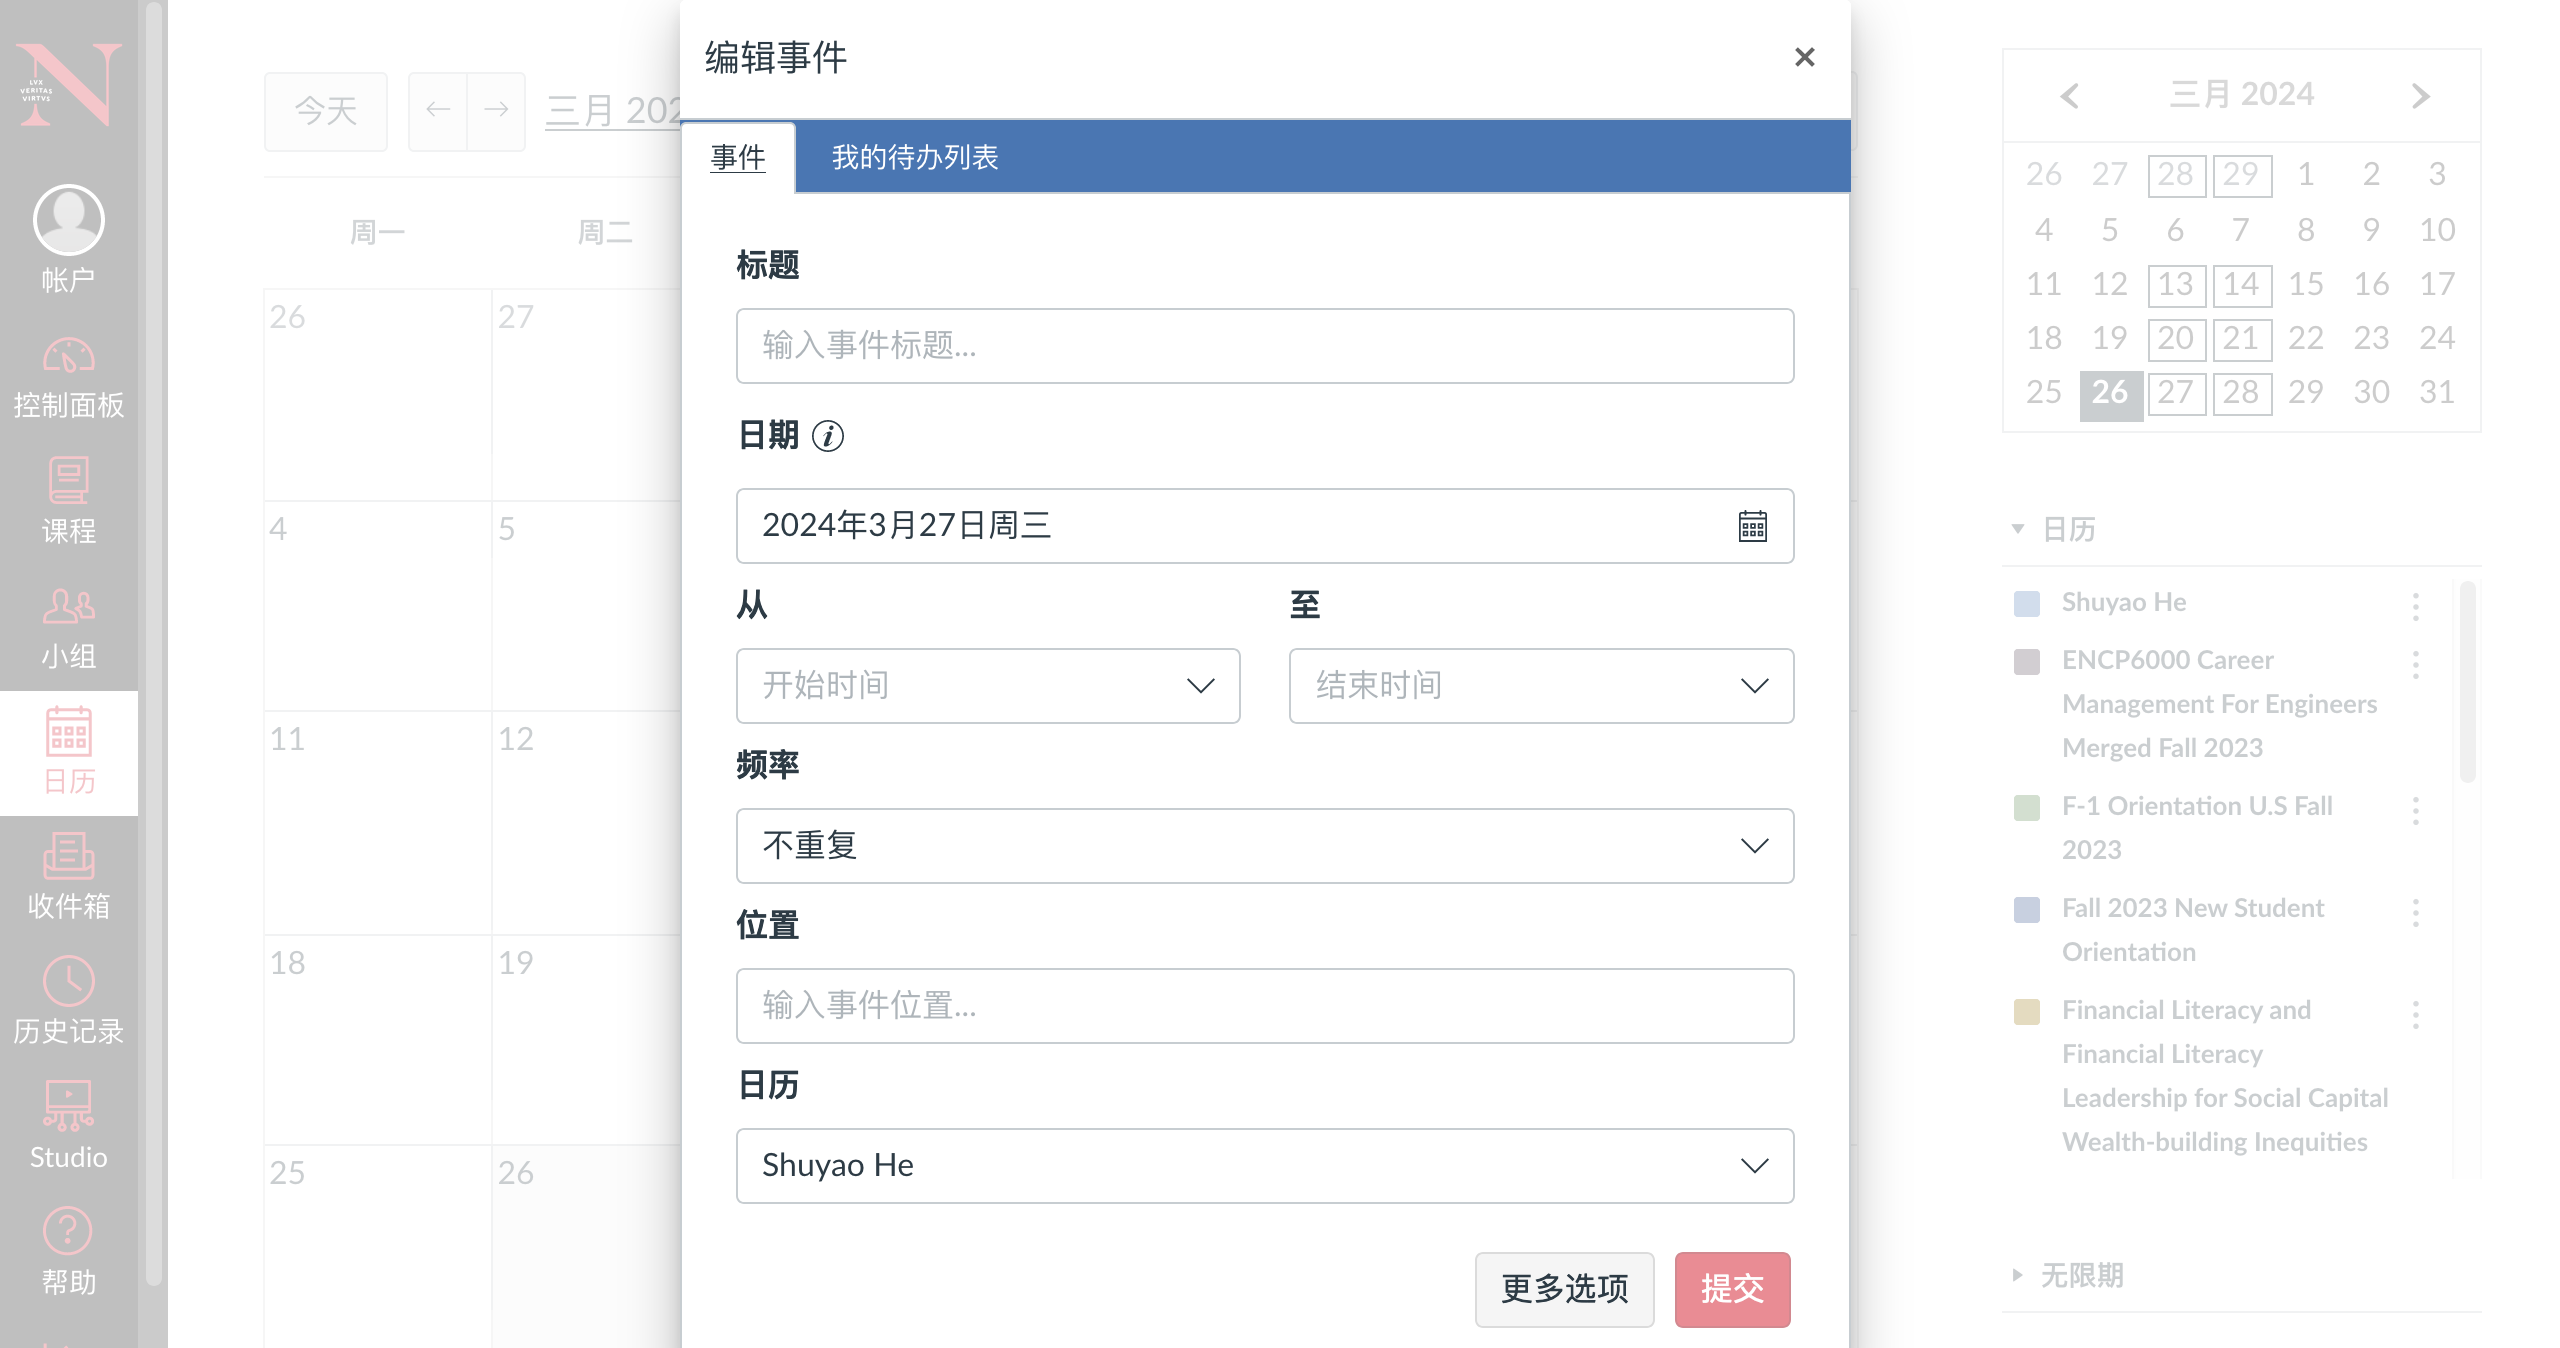 LVX
VERITAS
VIRTVS
帐户
控制面板
课程
小组
日历
收件箱
历史记录
Studio
帮助
今天
三月 202
周一
周二
26
27
4
5
11
12
18
19
25
26
编辑事件
事件
我的待办列表
标题
输入事件标题...
日期
2024年3月27日周三
从
至
开始时间
结束时间
频率
不重复
位置
输入事件位置...
日历
Shuyao He
更多选项
提交
三月 2024
26 27 28 29 1 2 3
4 5 6 7 8 9 10
11 12 13 14 15 16 17
18 19 20 21 22 23 24
25 26 27 28 29 30 31
日历
Shuyao He
ENCP6000 Career
Management For Engineers
Merged Fall 2023
F-1 Orientation U.S Fall
2023
Fall 2023 New Student
Orientation
Financial Literacy and
Financial Literacy
Leadership for Social Capital
Wealth-building Inequities
无限期